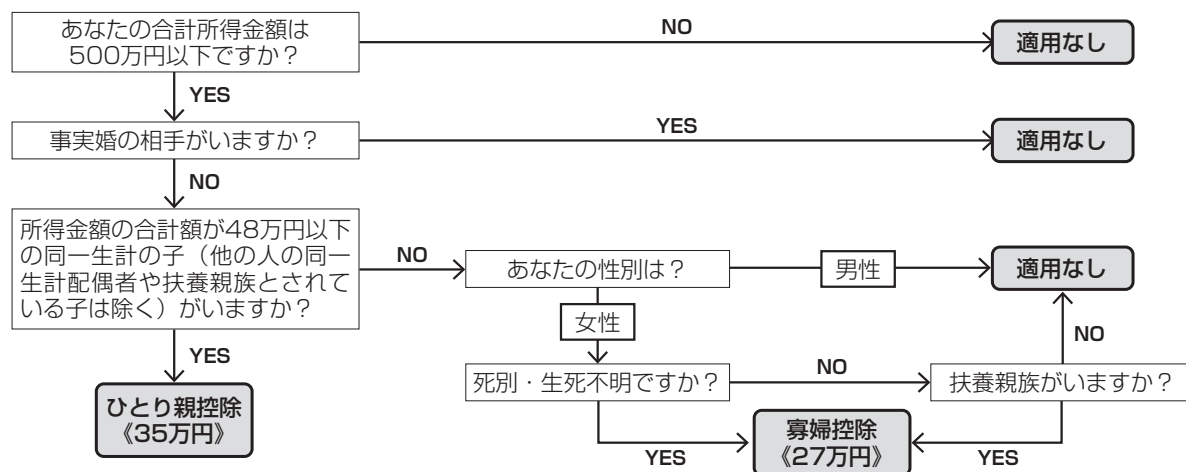 あなたの合計所得金額は
500万円以下ですか？
NO
適用なし
YES
事実婚の相手がいますか？
YES
適用なし
NO
所得金額の合計額が48万円以下
の同一生計の子（他の人の同一
生計配偶者や扶養親族とされて
いる子は除く）がいますか？
NO
あなたの性別は？
男性
適用なし
女性
NO
YES
死別・生死不明ですか？
NO
扶養親族がいますか？
ひとり親控除
《35万円》
YES
寡婦控除
《27万円》
YES